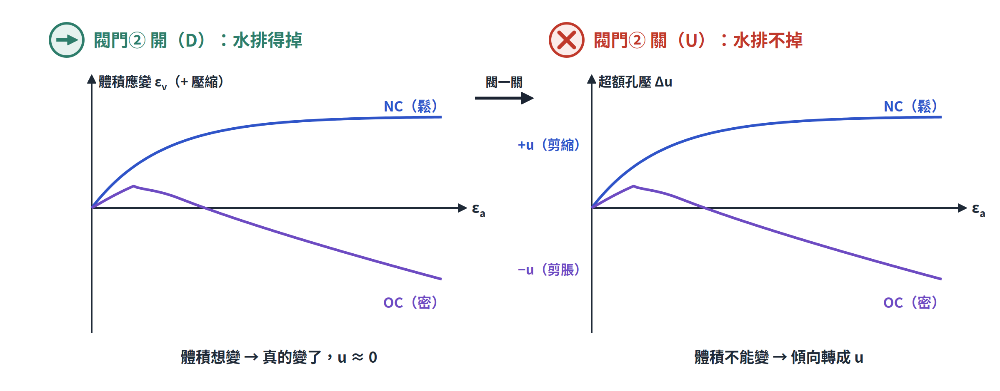 閥門② 開（D）：水排得掉
體積應變 εv（+ 壓縮）
NC（鬆）
εa
OC（密）
體積想變 → 真的變了，u ≈ 0
閥一關
閥門② 關（U）：水排不掉
超額孔壓 Δu
NC（鬆）
+u（剪縮）
εa
−u（剪脹）
OC（密）
體積不能變 → 傾向轉成 u